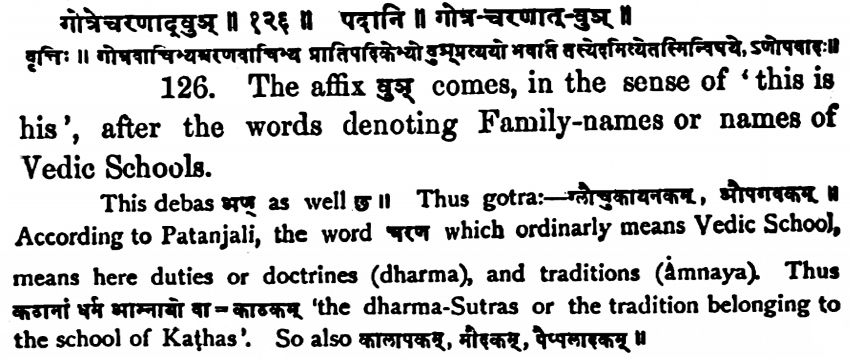 गोत्रेचरणाद्वुञ् ॥ १२६ ॥ पदानि ॥ गोत्र-चरणात्-वुञ् ॥
वृत्तिः ॥ गोत्रवाचिभ्यश्चरणवाचिभ्य प्रातिपदिकेभ्यो वुञ्प्रत्ययो भवति तस्येदमित्येतस्मिन्विषये, ऽणोपवादः॥
126. The affix वुञ् comes, in the sense of ‘this is
his’, after the words denoting Family-names or names of
Vedic Schools.
This debas अण् as well छ॥ Thus gotra:—ग्लौचुकायनकम्, औपगवकम् ॥
According to Patanjali, the word चरण which ordinarly means Vedic School,
means here duties or doctrines (dharma), and traditions (âmnaya). Thus
कठानां धर्म आम्नायो वा = काठकम् ‘the dharma-Sutras or the tradition belonging to
the school of Kaṭhas’. So also कालापकम्, मौदकम्, पैप्पलादकम् ॥